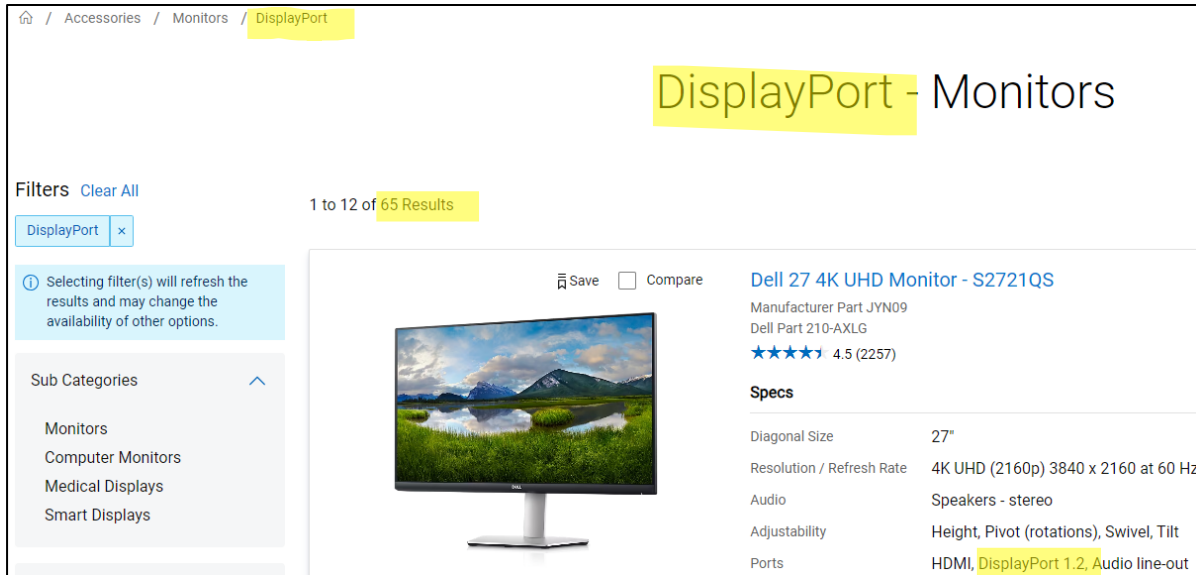 / Accessories / Monitors / DisplayPort
DisplayPort - Monitors
Filters Clear All
DisplayPort ×
1 to 12 of 65 Results
Selecting filter(s) will refresh the
results and may change the
availability of other options.
Sub Categories
Monitors
Computer Monitors
Medical Displays
Smart Displays
Save Compare
DELL
Dell 27 4K UHD Monitor - S2721QS
Manufacturer Part JYN09
Dell Part 210-AXLG
4.5 (2257)
Specs
Diagonal Size 27"
Resolution / Refresh Rate 4K UHD (2160p) 3840 x 2160 at 60 Hz
Audio Speakers - stereo
Adjustability Height, Pivot (rotations), Swivel, Tilt
Ports HDMI, DisplayPort 1.2, Audio line-out